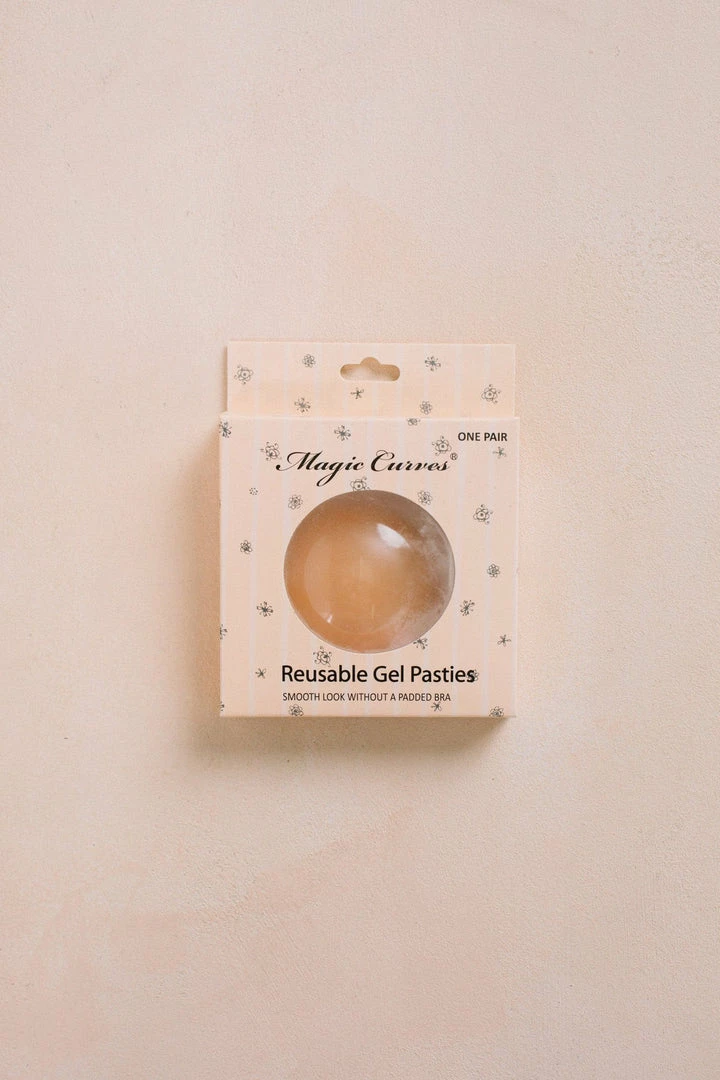 ONE PAIR
Magic Curves®
Reusable Gel Pasties
SMOOTH LOOK WITHOUT A PADDED BRA